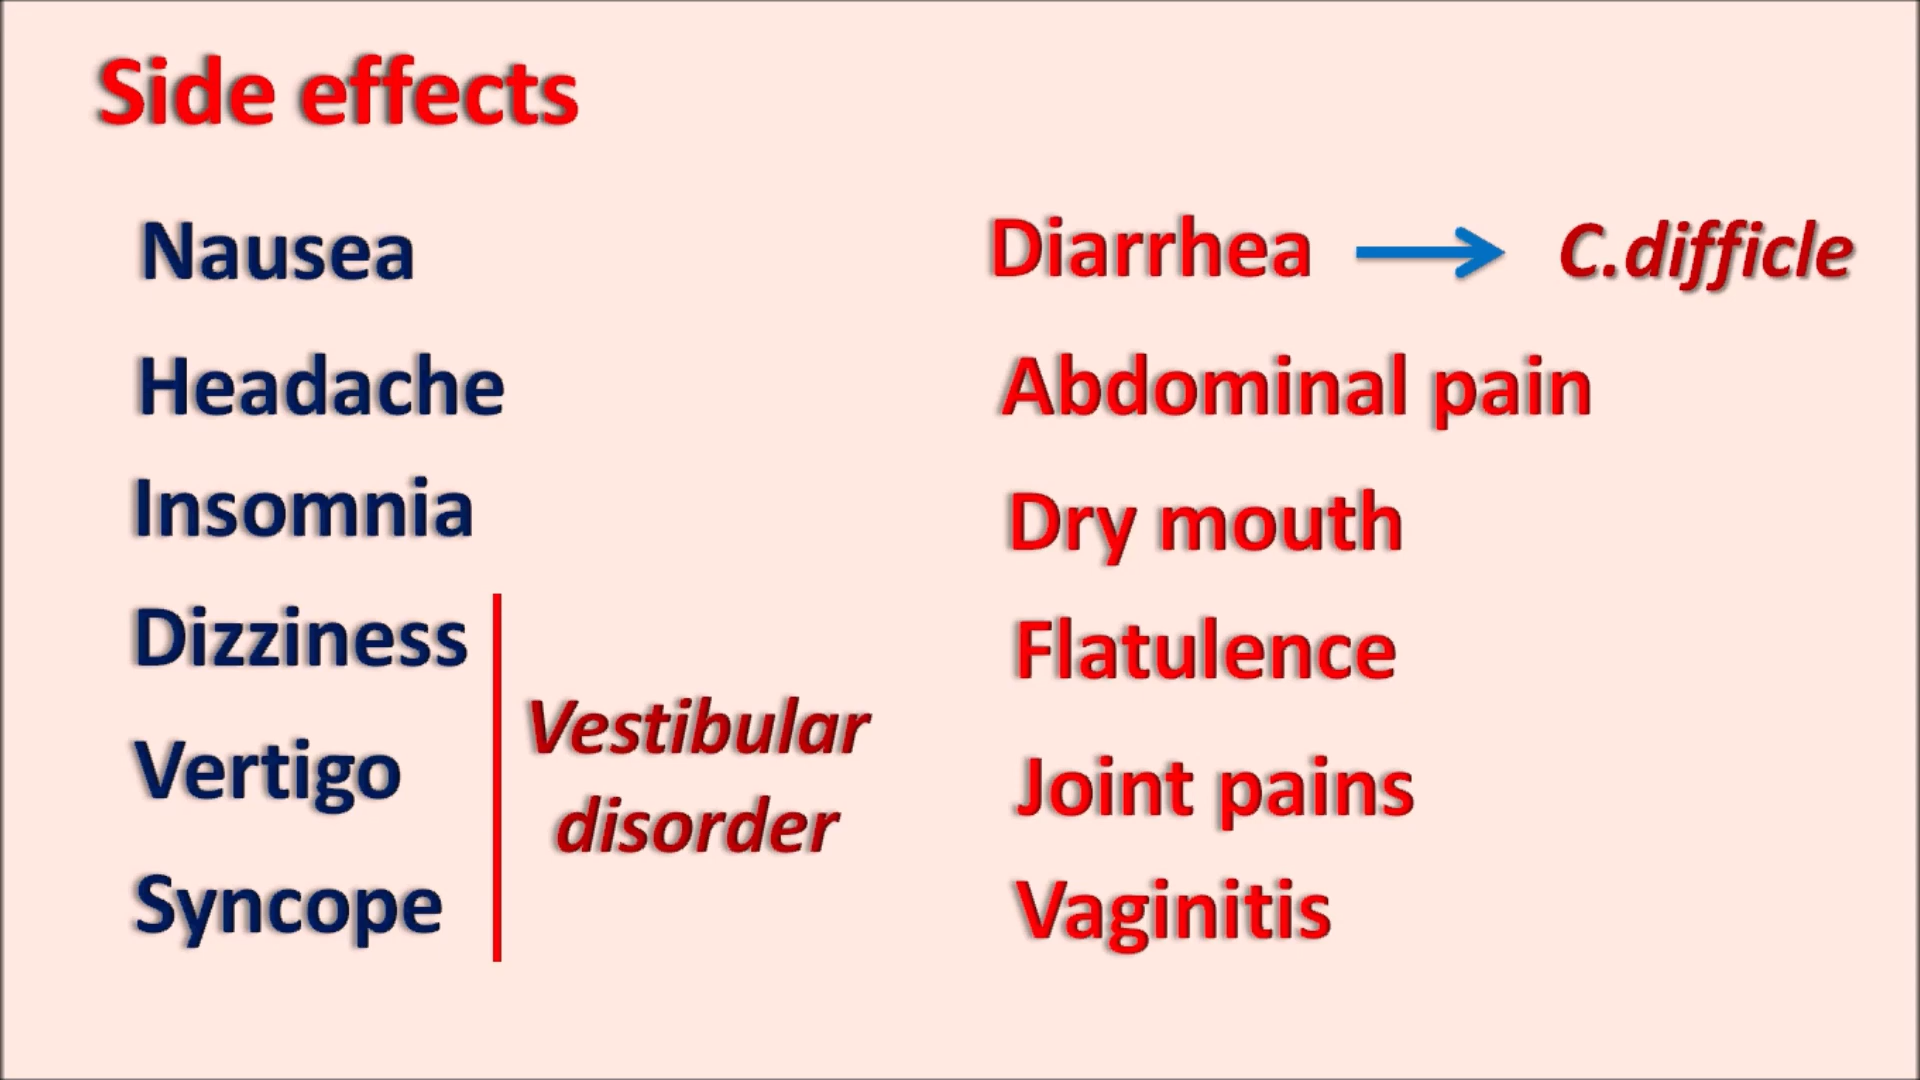 Side effects
Nausea
Headache
Insomnia
Dizziness
Vertigo
Syncope
Vestibular
disorder
Diarrhea → C.difficle
Abdominal pain
Dry mouth
Flatulence
Joint pains
Vaginitis